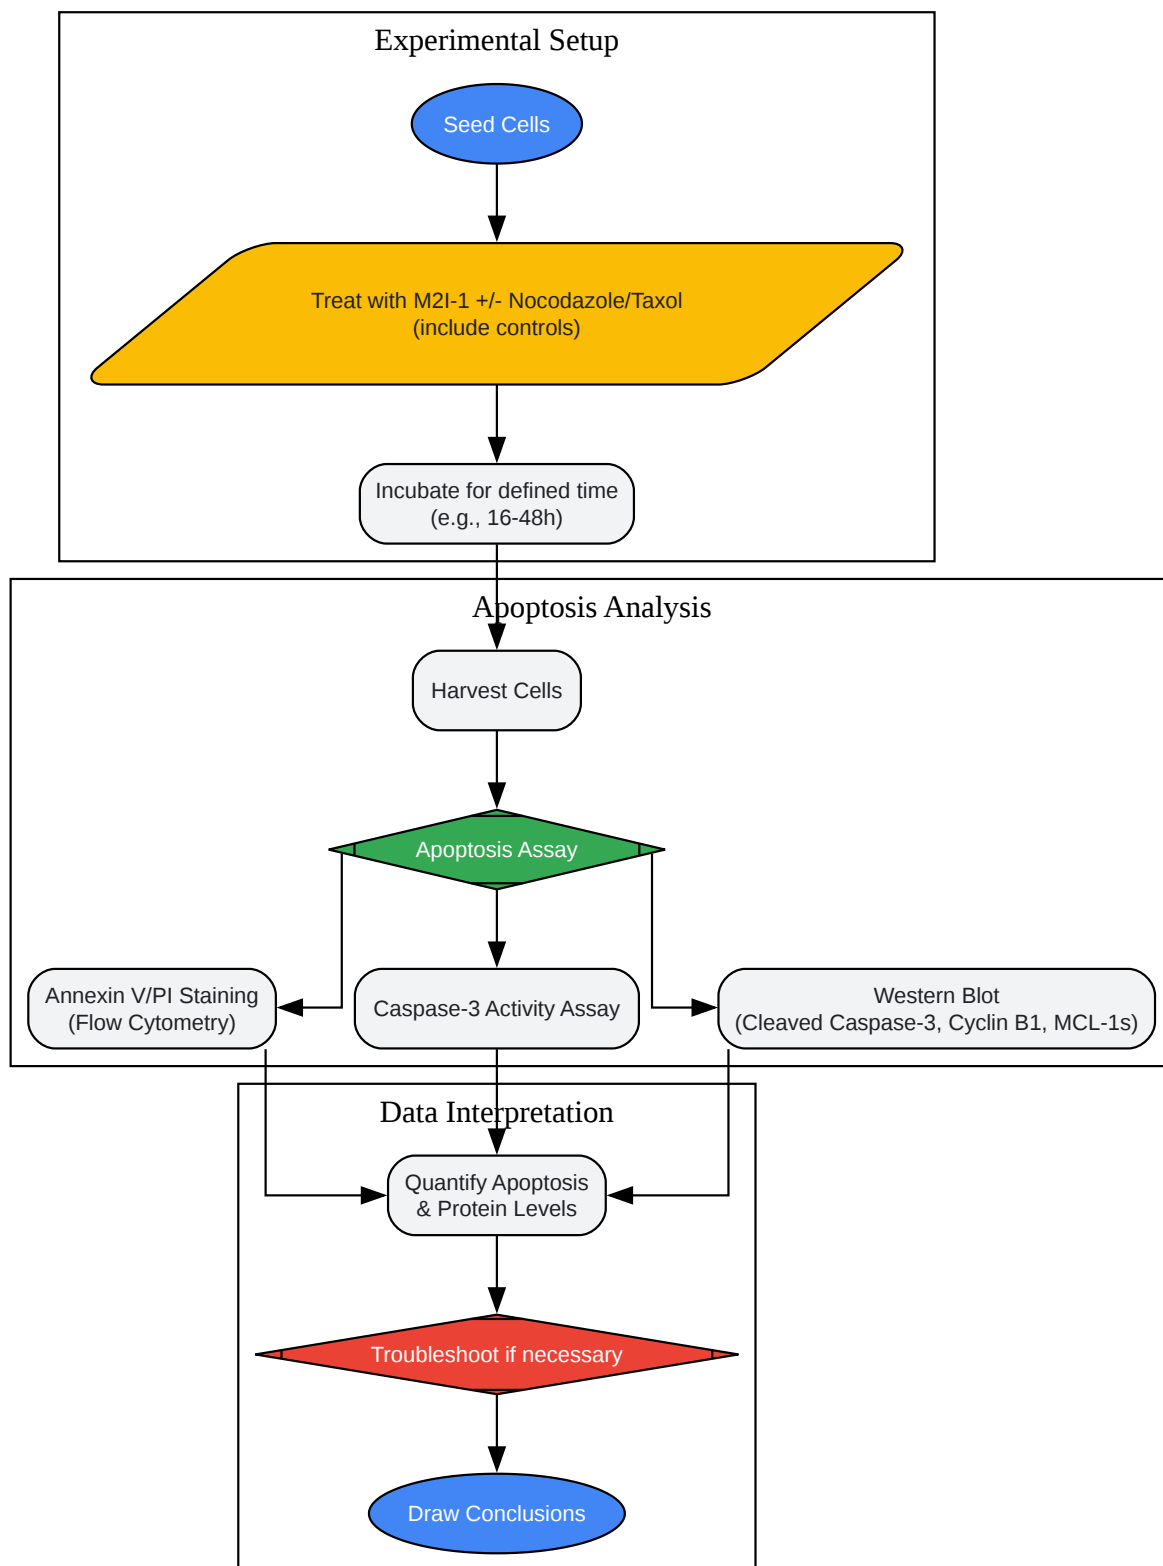 Experimental Setup
Seed Cells
Treat with M2I-1 +/- Nocodazole/Taxol
(include controls)
Incubate for defined time
(e.g., 16-48h)
Apoptosis Analysis
Harvest Cells
Apoptosis Assay
Annexin V/PI Staining
(Flow Cytometry)
Caspase-3 Activity Assay
Western Blot
(Cleaved Caspase-3, Cyclin B1, MCL-1s)
Data Interpretation
Quantify Apoptosis
& Protein Levels
Troubleshoot if necessary
Draw Conclusions